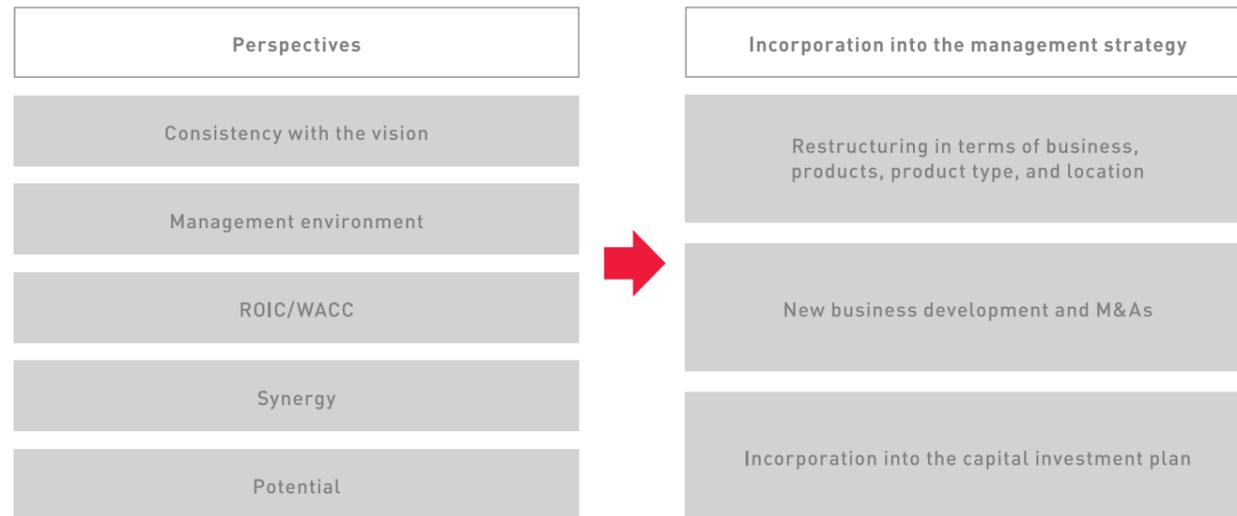 Perspectives
Consistency with the vision
Management environment
ROIC/WACC
Synergy
Potential
Incorporation into the management strategy
Restructuring in terms of business,
products, product type, and location
New business development and M&As
Incorporation into the capital investment plan